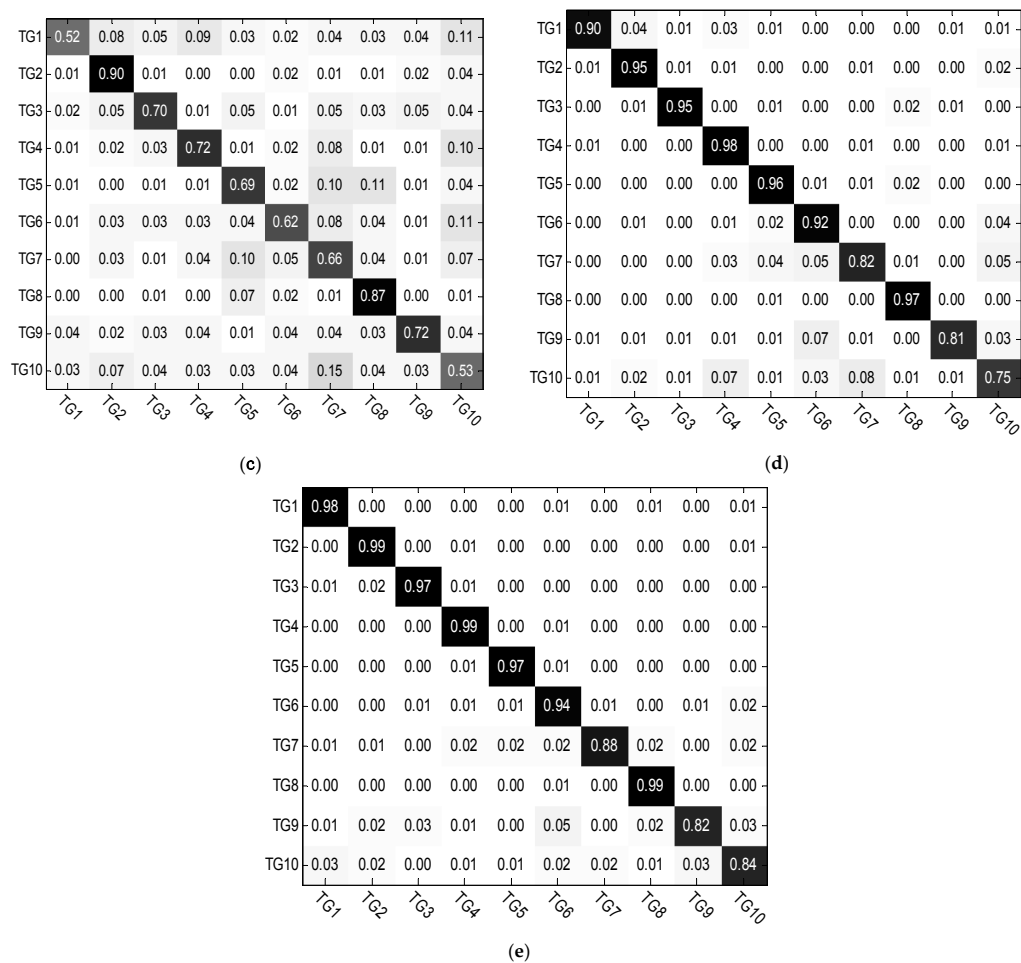 TG1 0.52 0.08 0.05 0.09 0.03 0.02 0.04 0.03 0.04 0.11
TG2 0.01 0.90 0.01 0.00 0.00 0.02 0.01 0.01 0.02 0.04
TG3 0.02 0.05 0.70 0.01 0.05 0.01 0.05 0.03 0.05 0.04
TG4 0.01 0.02 0.03 0.72 0.01 0.02 0.08 0.01 0.01 0.10
TG5 0.01 0.00 0.01 0.01 0.69 0.02 0.10 0.11 0.01 0.04
TG6 0.01 0.03 0.03 0.03 0.04 0.62 0.08 0.04 0.01 0.11
TG7 0.00 0.03 0.01 0.04 0.10 0.05 0.66 0.04 0.01 0.07
TG8 0.00 0.00 0.01 0.00 0.07 0.02 0.01 0.87 0.00 0.01
TG9 0.04 0.02 0.03 0.04 0.01 0.04 0.04 0.03 0.72 0.04
TG10 0.03 0.07 0.04 0.03 0.03 0.04 0.15 0.04 0.03 0.53
TG1 TG2 TG3 TG4 TG5 TG6 TG7 TG8 TG9 TG10
(c)
TG1 0.90 0.04 0.01 0.03 0.01 0.00 0.00 0.00 0.01 0.01
TG2 0.01 0.95 0.01 0.01 0.00 0.00 0.01 0.00 0.00 0.02
TG3 0.00 0.01 0.95 0.00 0.01 0.00 0.00 0.02 0.01 0.00
TG4 0.01 0.00 0.00 0.98 0.00 0.00 0.01 0.00 0.00 0.01
TG5 0.00 0.00 0.00 0.00 0.96 0.01 0.01 0.02 0.00 0.00
TG6 0.00 0.01 0.00 0.01 0.02 0.92 0.00 0.00 0.00 0.04
TG7 0.00 0.00 0.00 0.03 0.04 0.05 0.82 0.01 0.00 0.05
TG8 0.00 0.00 0.00 0.00 0.01 0.00 0.00 0.97 0.00 0.00
TG9 0.01 0.01 0.01 0.01 0.00 0.07 0.01 0.00 0.81 0.03
TG10 0.01 0.02 0.01 0.07 0.01 0.03 0.08 0.01 0.01 0.75
TG1 TG2 TG3 TG4 TG5 TG6 TG7 TG8 TG9 TG10
(d)
TG1 0.98 0.00 0.00 0.00 0.00 0.01 0.00 0.01 0.00 0.01
TG2 0.00 0.99 0.00 0.01 0.00 0.00 0.00 0.00 0.00 0.01
TG3 0.01 0.02 0.97 0.01 0.00 0.00 0.00 0.00 0.00 0.00
TG4 0.00 0.00 0.00 0.99 0.00 0.01 0.00 0.00 0.00 0.00
TG5 0.00 0.00 0.00 0.01 0.97 0.01 0.00 0.00 0.00 0.00
TG6 0.00 0.00 0.01 0.01 0.01 0.94 0.01 0.00 0.01 0.02
TG7 0.01 0.01 0.00 0.02 0.02 0.02 0.88 0.02 0.00 0.02
TG8 0.00 0.00 0.00 0.00 0.00 0.01 0.00 0.99 0.00 0.00
TG9 0.01 0.02 0.03 0.01 0.00 0.05 0.00 0.02 0.82 0.03
TG10 0.03 0.02 0.00 0.01 0.01 0.02 0.02 0.01 0.03 0.84
TG1 TG2 TG3 TG4 TG5 TG6 TG7 TG8 TG9 TG10
(e)